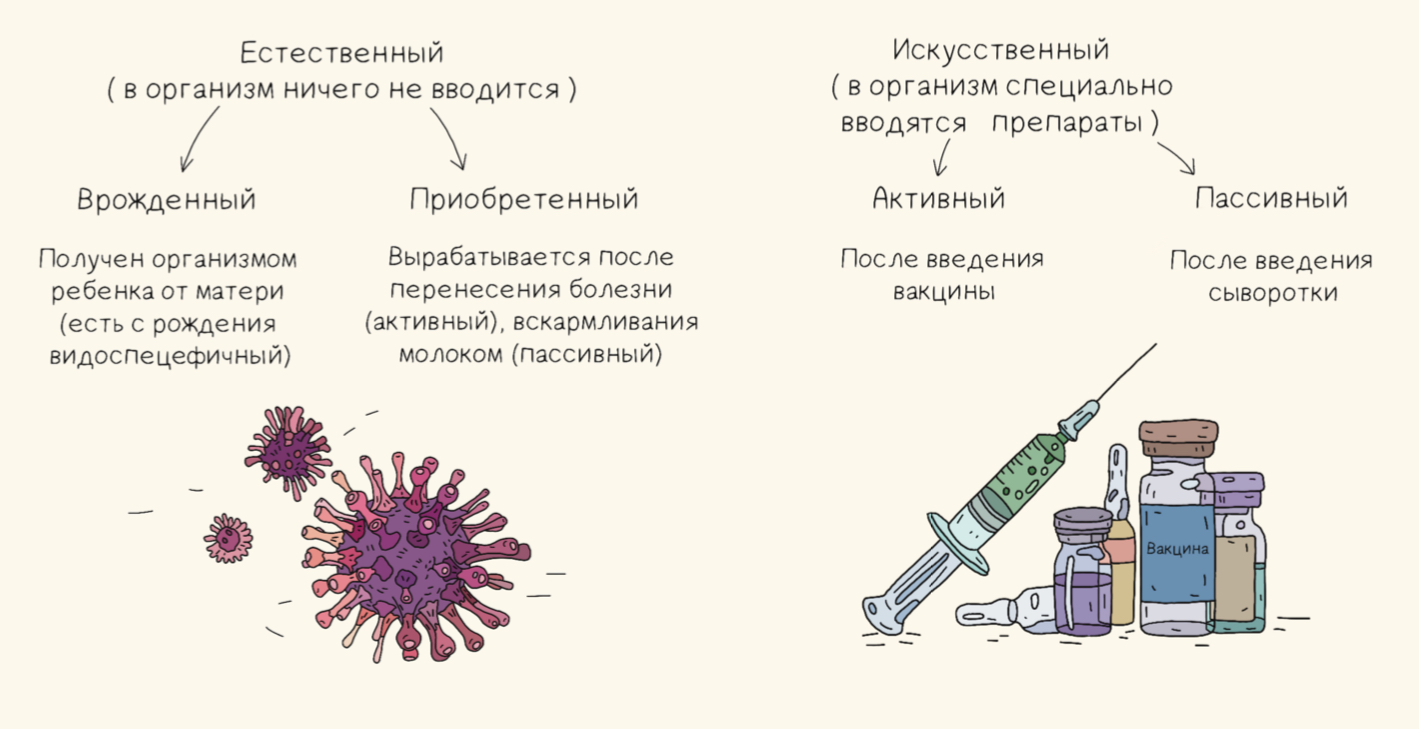 Естественный
( в организм ничего не вводится )
Врожденный
Получен организмом
ребенка от матери
(есть с рождения
видоспецефичный)
Приобретенный
Вырабатывается после
перенесения болезни
(активный), вскармливания
молоком (пассивный)
Искусственный
( в организм специально
вводятся препараты )
Активный
После введения
вакцины
Пассивный
После введения
сыворотки
Вакцина